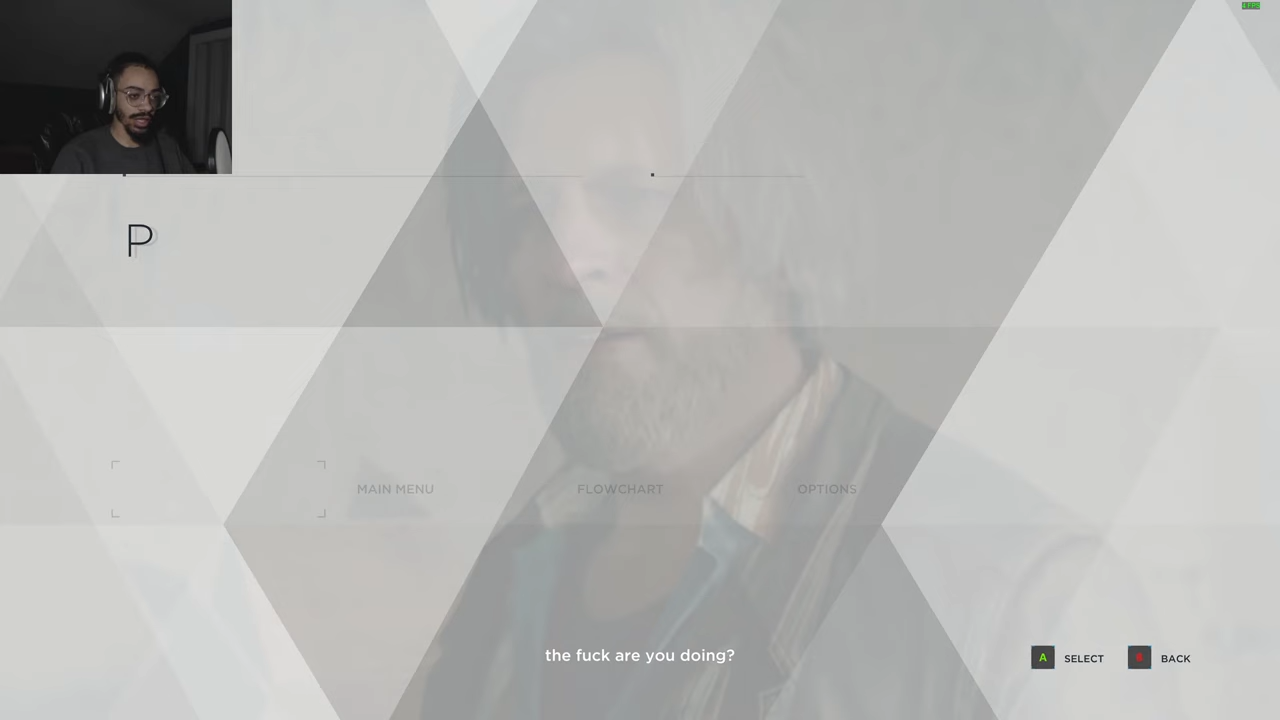 P
MAIN MENU
FLOWCHART
OPTIONS
the fuck are you doing?
A SELECT
B BACK